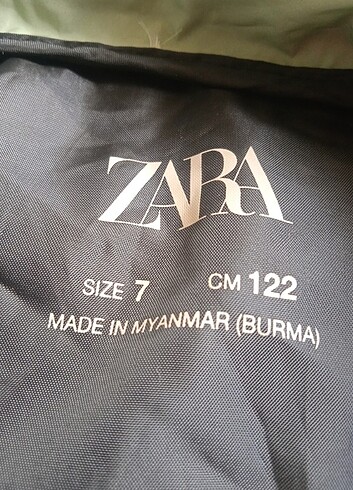 ZARA
SIZE 7 CM 122
MADE IN MYANMAR (BURMA)